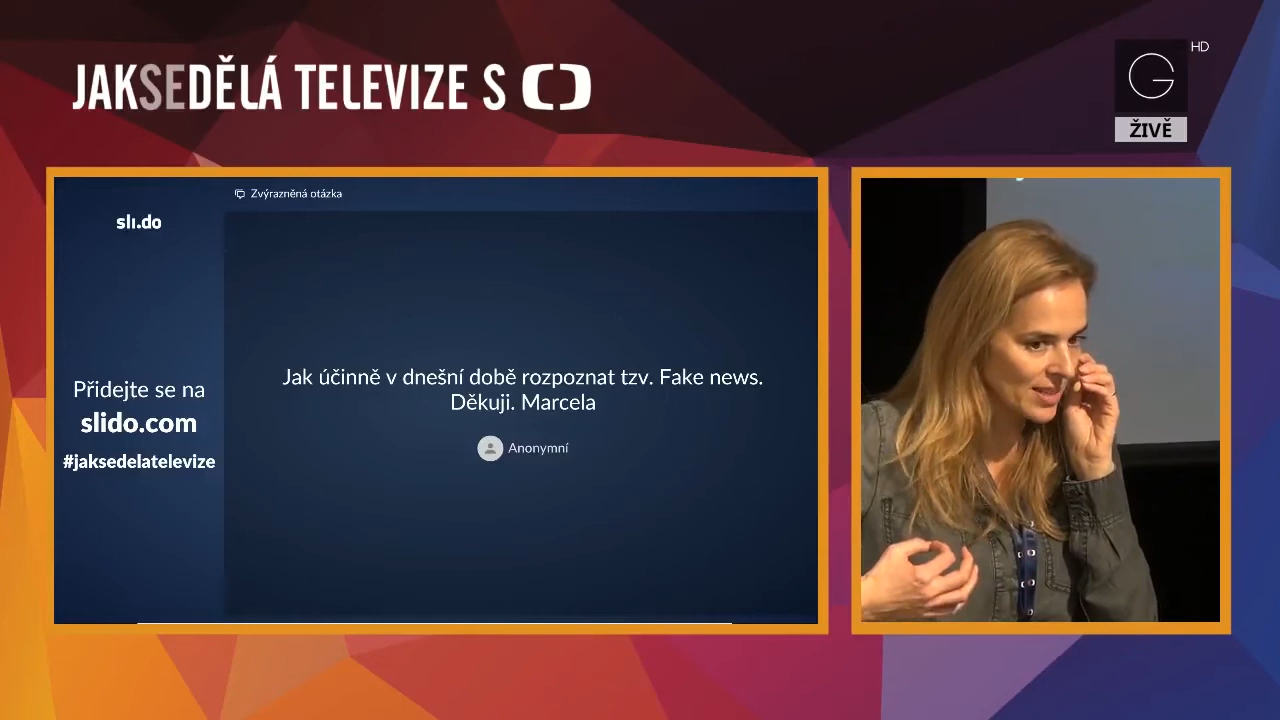 JAKSEDĚLÁ TELEVIZE S
HD
G
ŽIVĚ
Zvýrazněná otázka
sli.do
Přidejte se na
slido.com
#jaksedelatelevize
Jak účinně v dnešní době rozpoznat tzv. Fake news.
Děkuji. Marcela
Anonymní